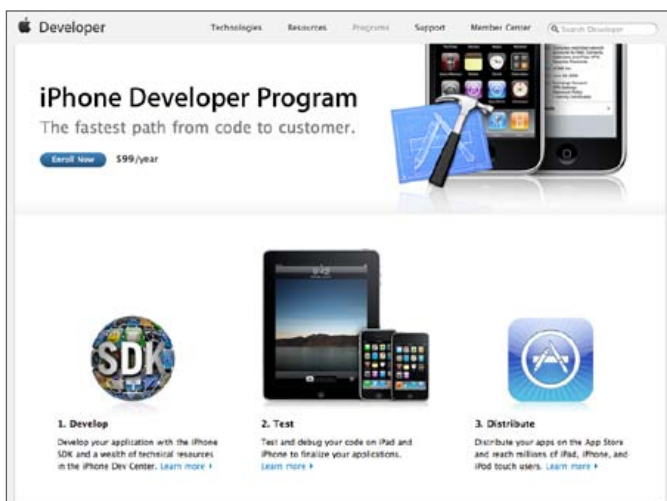 Developer
Technologies Resources Programs Support Member Center Search Developer
iPhone Developer Program
The fastest path from code to customer.
Enroll Now $99/year
SDK
1. Develop
Develop your application with the iPhone
SDK and a wealth of technical resources
in the iPhone Dev Center. Learn more
2. Test
Test and debug your code on iPad and
iPhone to finalize your applications.
Learn more
3. Distribute
Distribute your apps on the App Store
and reach millions of iPad, iPhone, and
iPod touch users. Learn more